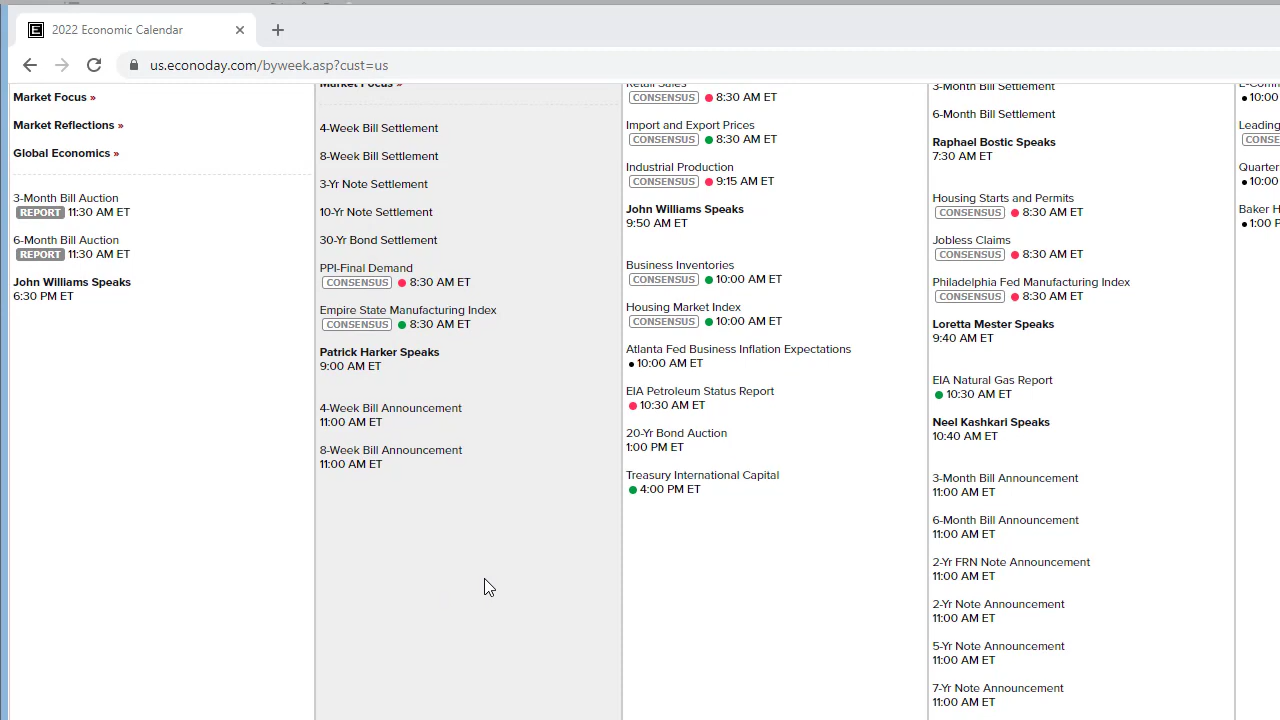 2022 Economic Calendar
us.econoday.com/byweek.asp?cust=us
Market Focus »
Market Reflections »
Global Economics »
3-Month Bill Auction
REPORT 11:30 AM ET
6-Month Bill Auction
REPORT 11:30 AM ET
John Williams Speaks
6:30 PM ET
Market Focus »
4-Week Bill Settlement
8-Week Bill Settlement
3-Yr Note Settlement
10-Yr Note Settlement
30-Yr Bond Settlement
PPI-Final Demand
CONSENSUS 8:30 AM ET
Empire State Manufacturing Index
CONSENSUS 8:30 AM ET
Patrick Harker Speaks
9:00 AM ET
4-Week Bill Announcement
11:00 AM ET
8-Week Bill Announcement
11:00 AM ET
Retail Sales
CONSENSUS 8:30 AM ET
Import and Export Prices
CONSENSUS 8:30 AM ET
Industrial Production
CONSENSUS 9:15 AM ET
John Williams Speaks
9:50 AM ET
Business Inventories
CONSENSUS 10:00 AM ET
Housing Market Index
CONSENSUS 10:00 AM ET
Atlanta Fed Business Inflation Expectations
10:00 AM ET
EIA Petroleum Status Report
10:30 AM ET
20-Yr Bond Auction
1:00 PM ET
Treasury International Capital
4:00 PM ET
3-Month Bill Settlement
6-Month Bill Settlement
Raphael Bostic Speaks
7:30 AM ET
Housing Starts and Permits
CONSENSUS 8:30 AM ET
Jobless Claims
CONSENSUS 8:30 AM ET
Philadelphia Fed Manufacturing Index
CONSENSUS 8:30 AM ET
Loretta Mester Speaks
9:40 AM ET
EIA Natural Gas Report
10:30 AM ET
Neel Kashkari Speaks
10:40 AM ET
3-Month Bill Announcement
11:00 AM ET
6-Month Bill Announcement
11:00 AM ET
2-Yr FRN Note Announcement
11:00 AM ET
2-Yr Note Announcement
11:00 AM ET
5-Yr Note Announcement
11:00 AM ET
7-Yr Note Announcement
11:00 AM ET
10:00
Leading
CONSE
Quarter
10:00
Baker H
1:00 P